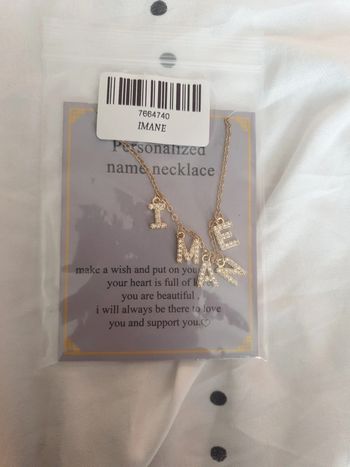 7664740
IMANE
Personalized
name necklace
I
M
A
N
E
make a wish and put on you
your heart is full of
you are beautiful,
i will always be there to love
you and support you.♡